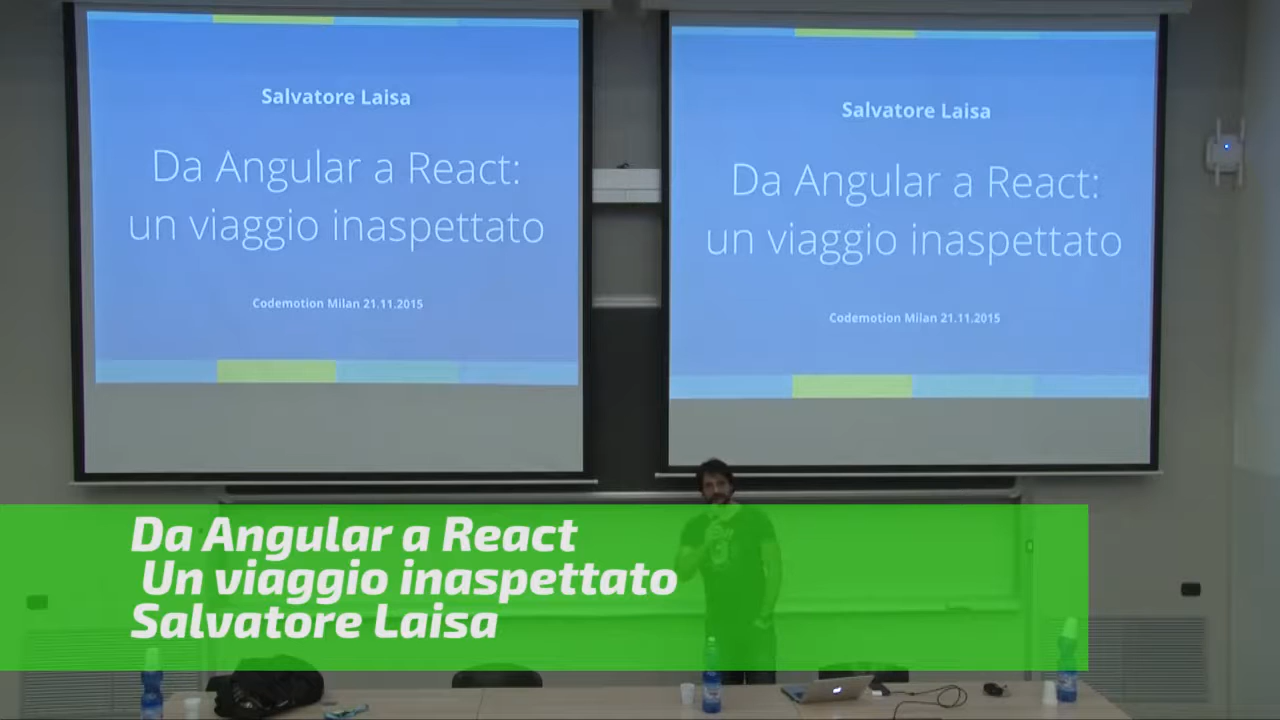 Salvatore Laisa
Da Angular a React:
un viaggio inaspettato
Codemotion Milan 21.11.2015
Salvatore Laisa
Da Angular a React:
un viaggio inaspettato
Codemotion Milan 21.11.2015
Da Angular a React
Un viaggio inaspettato
Salvatore Laisa